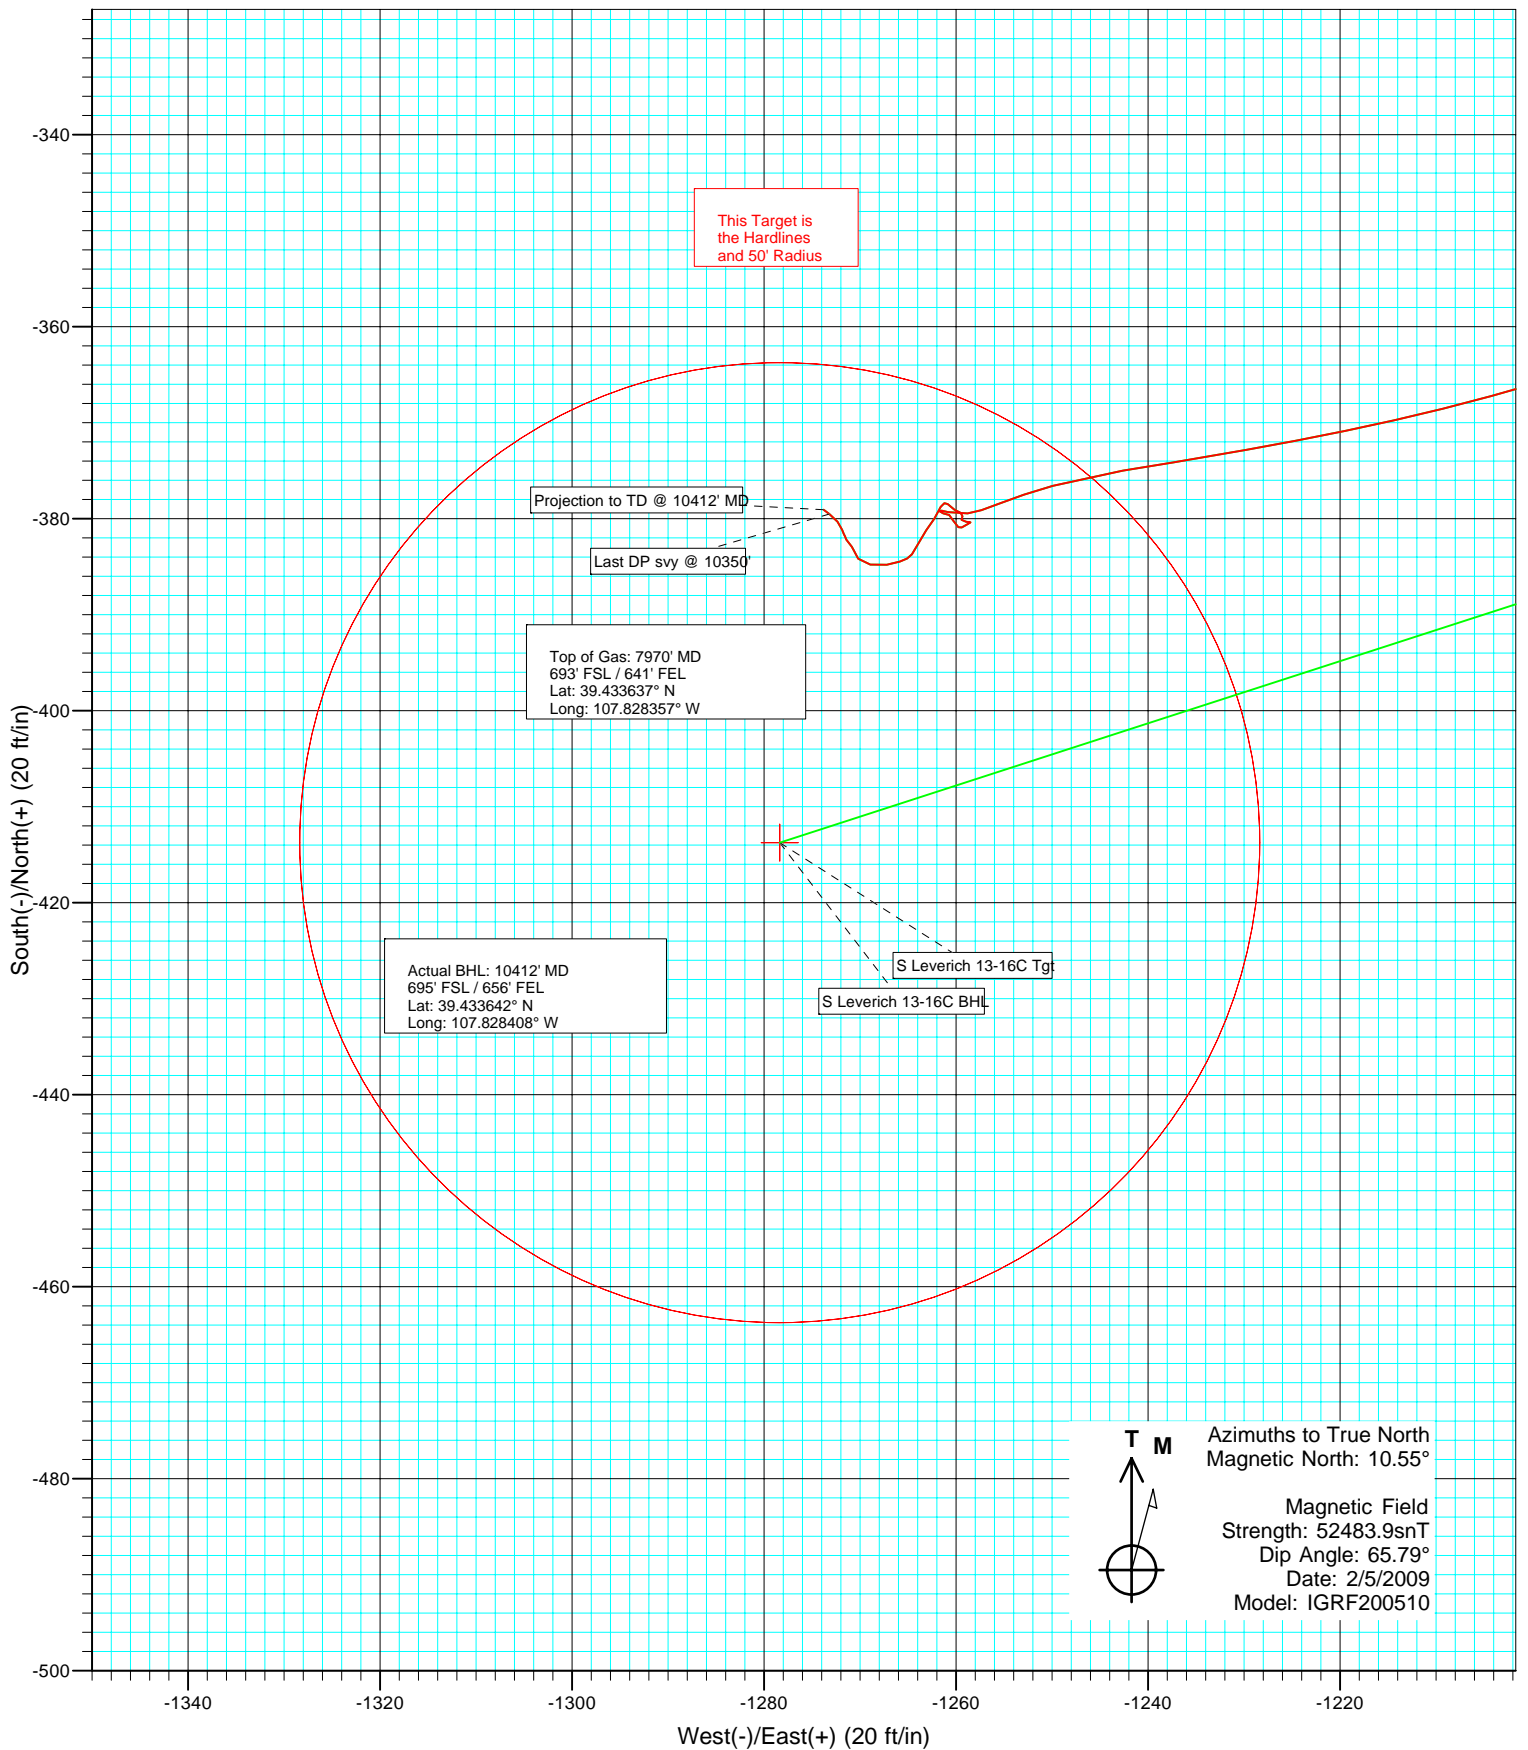 -340
This Target is
the Hardlines
and 50' Radius
-360
Projection to TD @ 10412' MD
-380
Last DP svy @ 10350'
Top of Gas: 7970' MD
693' FSL / 641' FEL
Lat: 39.433637° N
Long: 107.828357° W
-400
South(-)/North(+) (20 ft/in)
-420
S Leverich 13-16C Tgt
Actual BHL: 10412' MD
695' FSL / 656' FEL
Lat: 39.433642° N
Long: 107.828408° W
S Leverich 13-16C BHL
-440
-460
-480
T M
Azimuths to True North
Magnetic North: 10.55°
Magnetic Field
Strength: 52483.9snT
Dip Angle: 65.79°
Date: 2/5/2009
Model: IGRF200510
-500
-1340 -1320 -1300 -1280 -1260 -1240 -1220
West(-)/East(+) (20 ft/in)